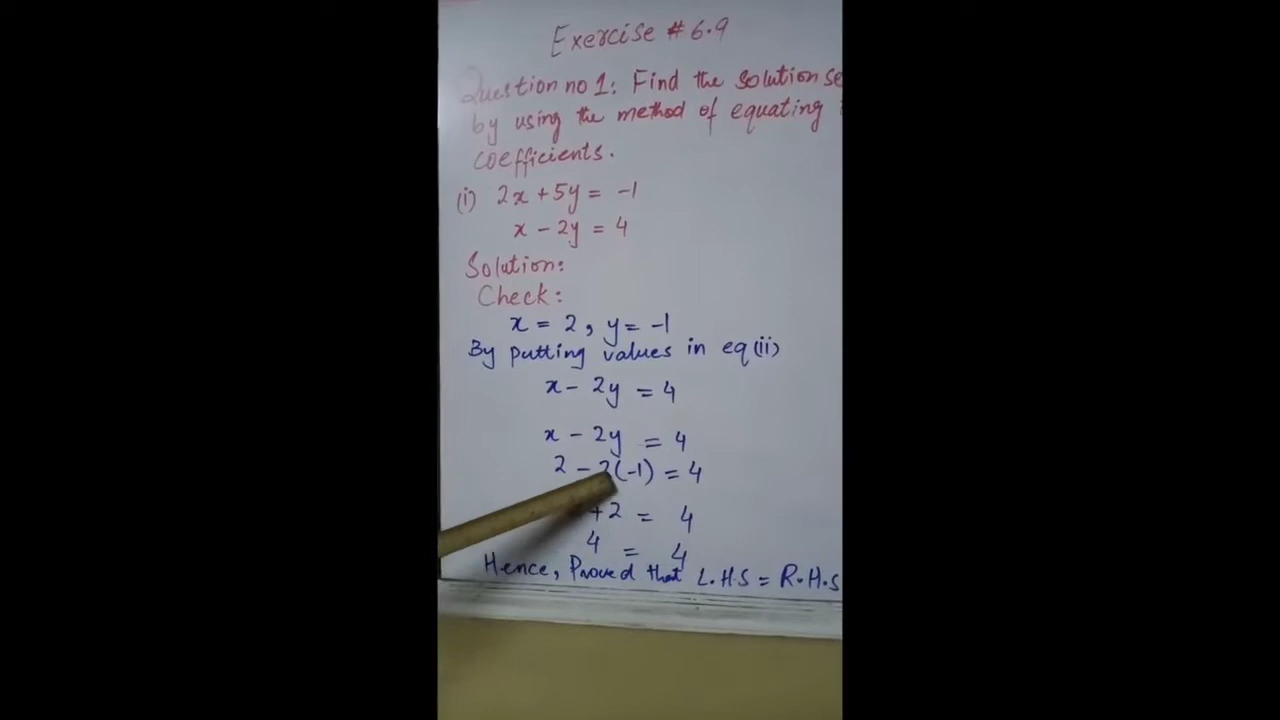 Exercise # 6.9
Question no 1: Find the solution se
by using the method of equating
coefficients.
(i) 2x + 5y = -1
x - 2y = 4
Solution:
Check:
x = 2, y = -1
By putting values in eq(ii)
x - 2y = 4
x - 2y = 4
2 - 2(-1) = 4
+2 = 4
4 = 4
Hence, Proved that L.H.S = R.H.S